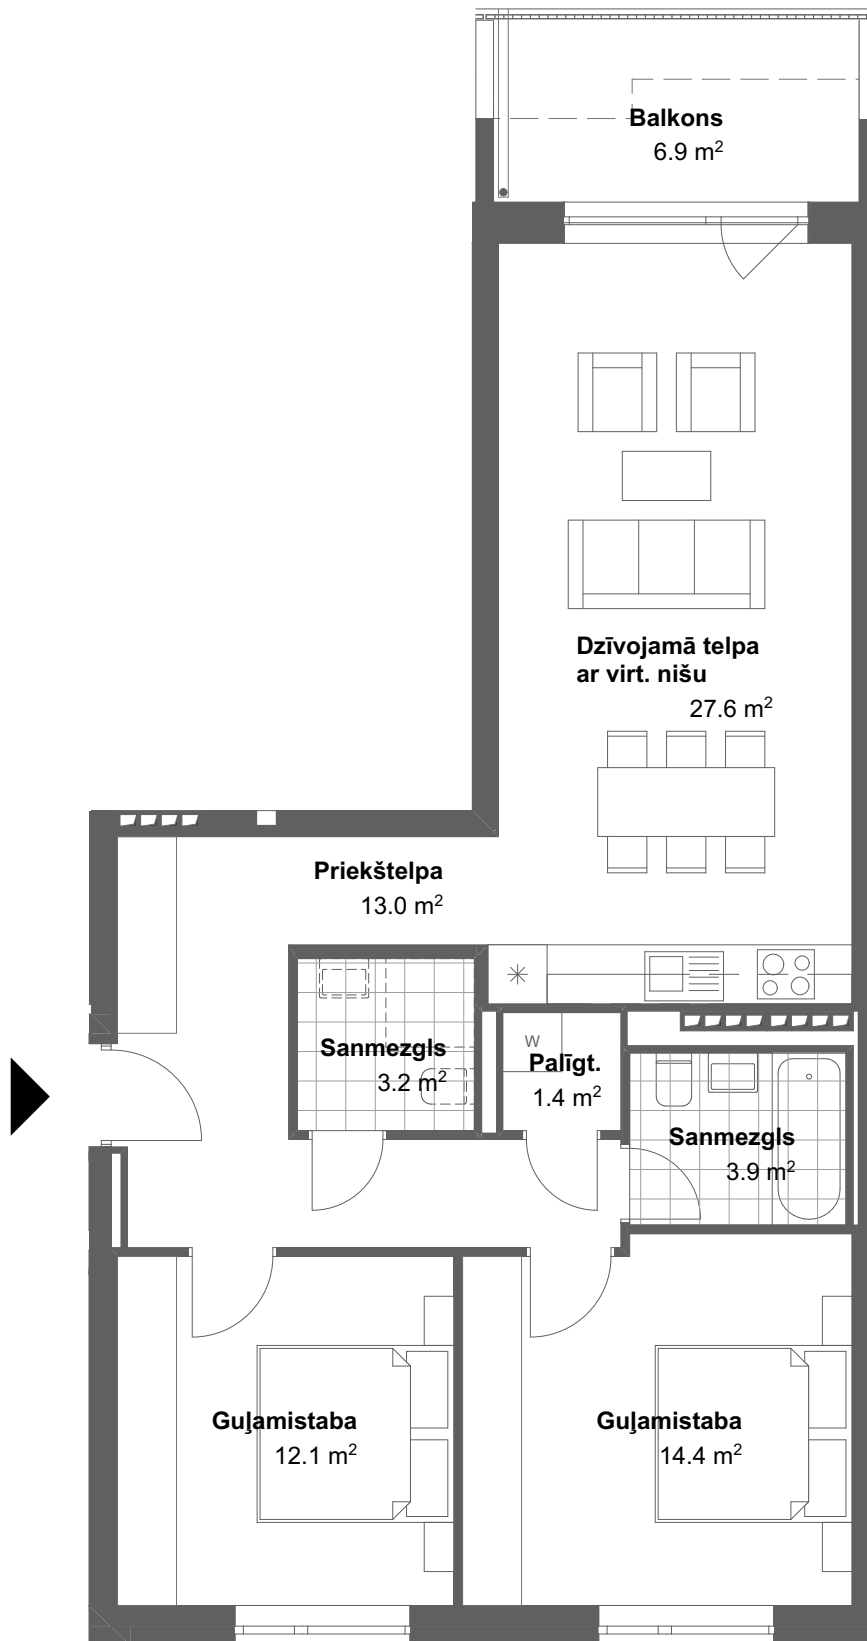 Balkons
6.9 m²
Dzīvojamā telpa
ar virt. nišu
27.6 m²
Priekštelpa
13.0 m²
Sanmezgls
3.2 m²
W
Palīgt.
1.4 m²
Sanmezgls
3.9 m²
Guļamistaba
12.1 m²
Guļamistaba
14.4 m²